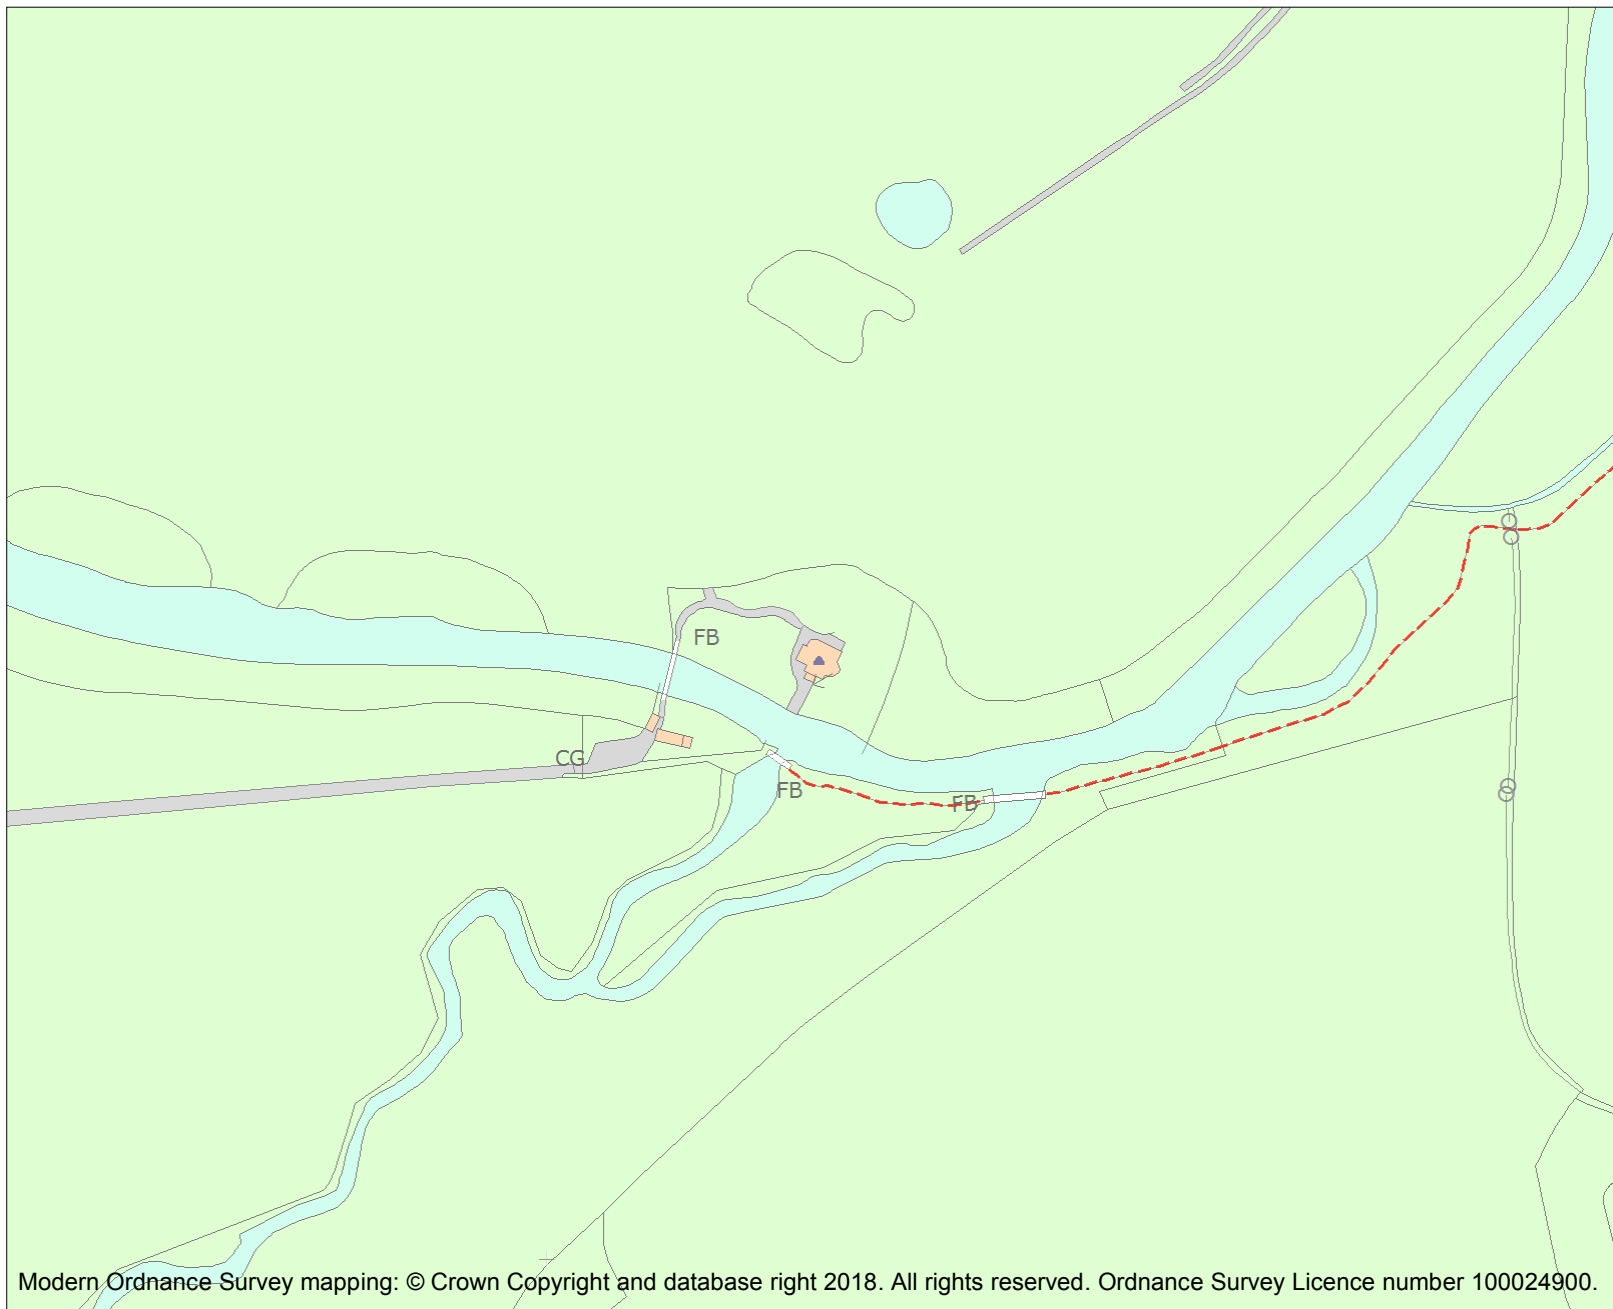 FB
CG
FB
FB
Modern Ordnance Survey mapping: © Crown Copyright and database right 2018. All rights reserved. Ordnance Survey Licence number 100024900.